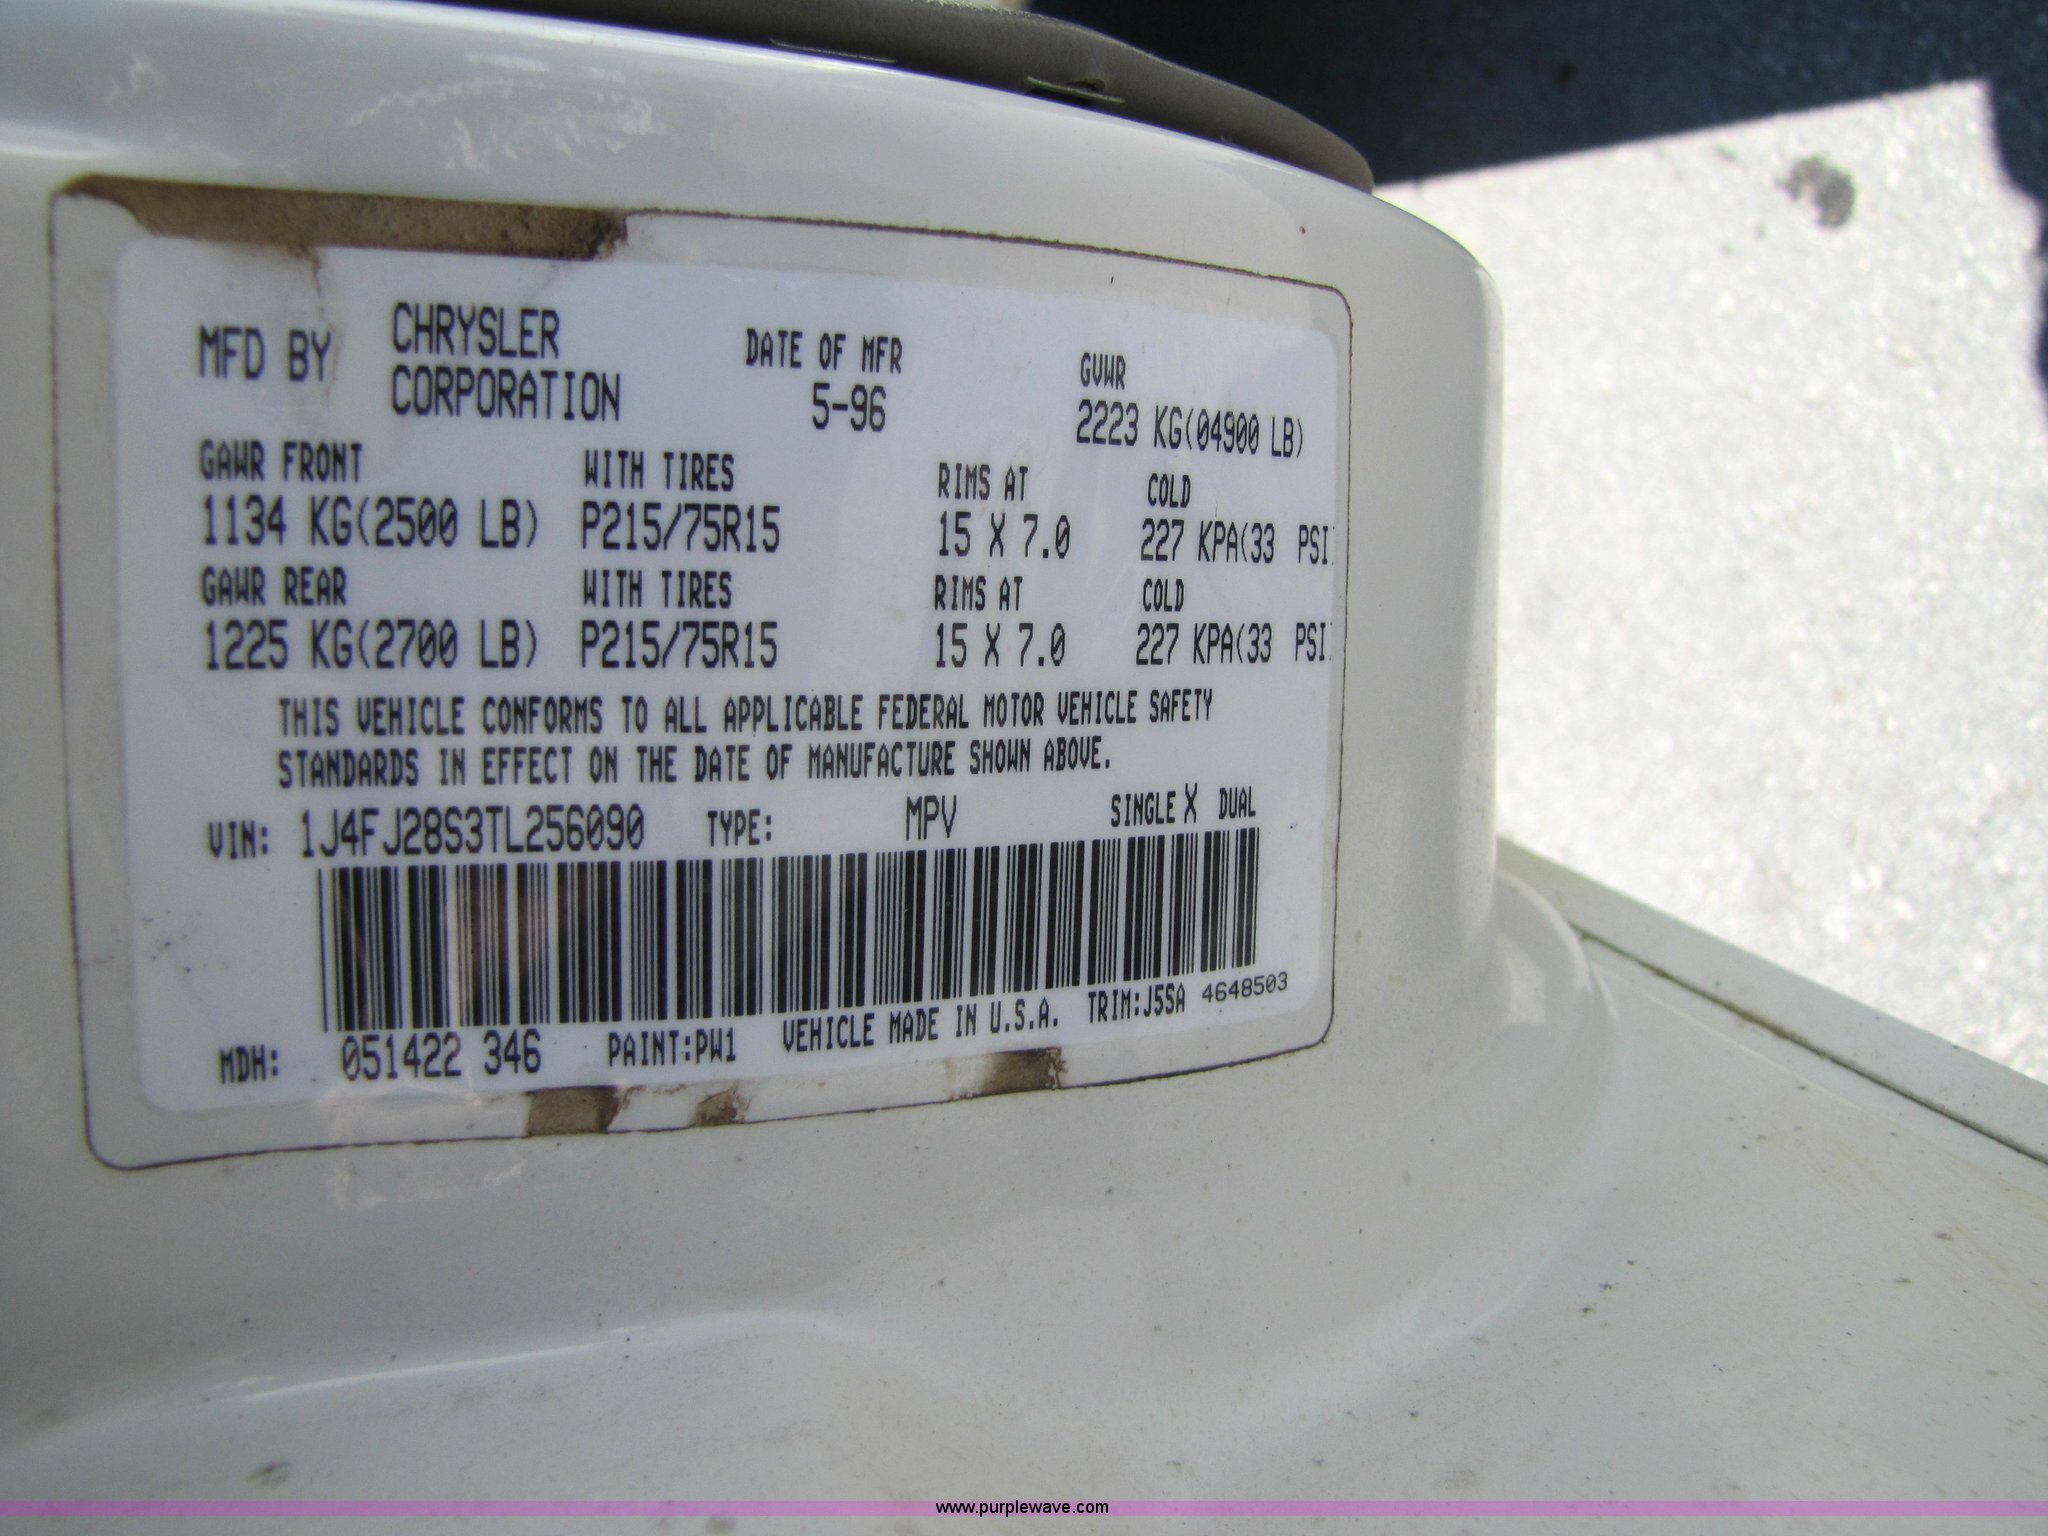 MFD BY CHRYSLER CORPORATION
DATE OF MFR
5-96
GVWR
2223 KG(04900 LB)
GAWR FRONT WITH TIRES RIMS AT COLD
1134 KG(2500 LB) P215/75R15 15 X 7.0 227 KPA(33 PSI)
GAWR REAR WITH TIRES RIMS AT COLD
1225 KG(2700 LB) P215/75R15 15 X 7.0 227 KPA(33 PSI)
THIS VEHICLE CONFORMS TO ALL APPLICABLE FEDERAL MOTOR VEHICLE SAFETY
STANDARDS IN EFFECT ON THE DATE OF MANUFACTURE SHOWN ABOVE.
VIN: 1J4FJ28S3TL256090 TYPE: MPV SINGLE X DUAL
MDH: 051422 346 PAINT:PW1 VEHICLE MADE IN U.S.A. TRIM:J5SA 4648503
www.purplewave.com